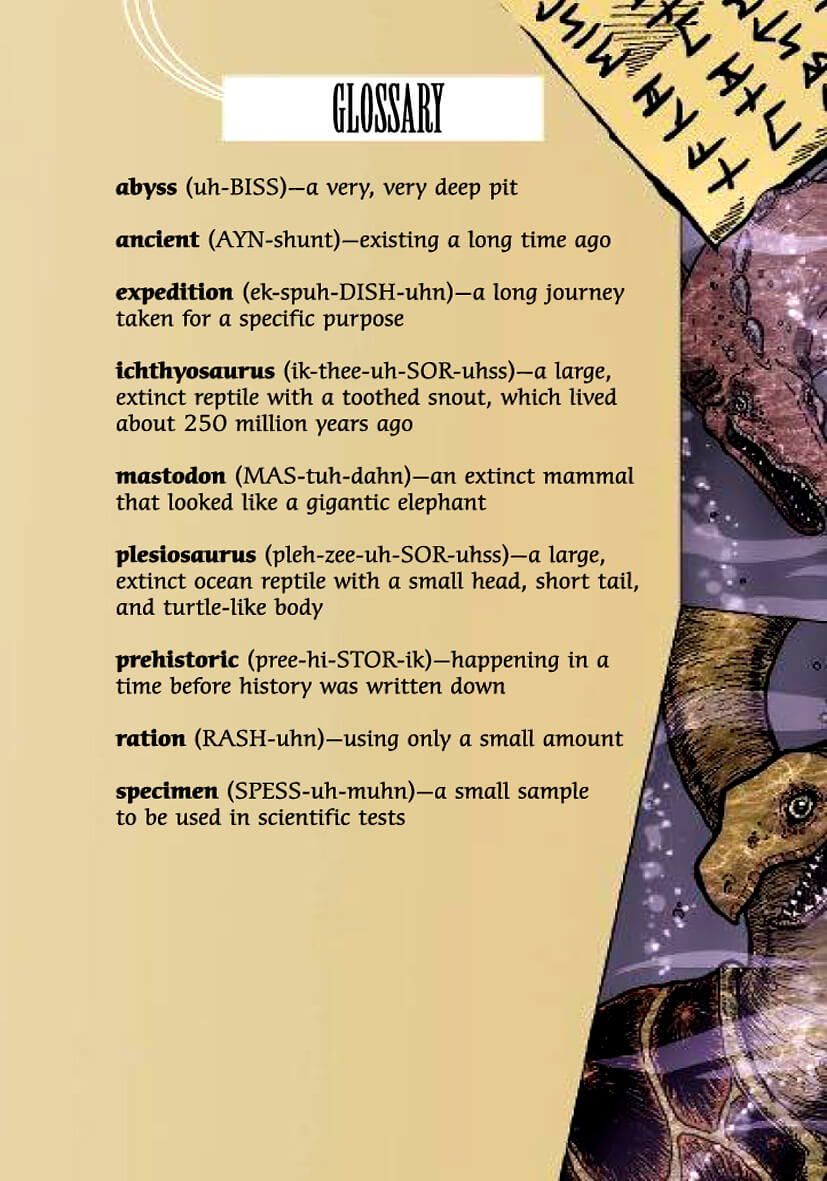 GLOSSARY
abyss (uh-BISS)—a very, very deep pit
ancient (AYN-shunt)—existing a long time ago
expedition (ek-spuh-DISH-uhn)—a long journey
taken for a specific purpose
ichthyosaurus (ik-thee-uh-SOR-uhss)—a large,
extinct reptile with a toothed snout, which lived
about 250 million years ago
mastodon (MAS-tuh-dahn)—an extinct mammal
that looked like a gigantic elephant
plesiosaurus (pleh-zee-uh-SOR-uhss)—a large,
extinct ocean reptile with a small head, short tail,
and turtle-like body
prehistoric (pree-hi-STOR-ik)—happening in a
time before history was written down
ration (RASH-uhn)—using only a small amount
specimen (SPESS-uh-muhn)—a small sample
to be used in scientific tests